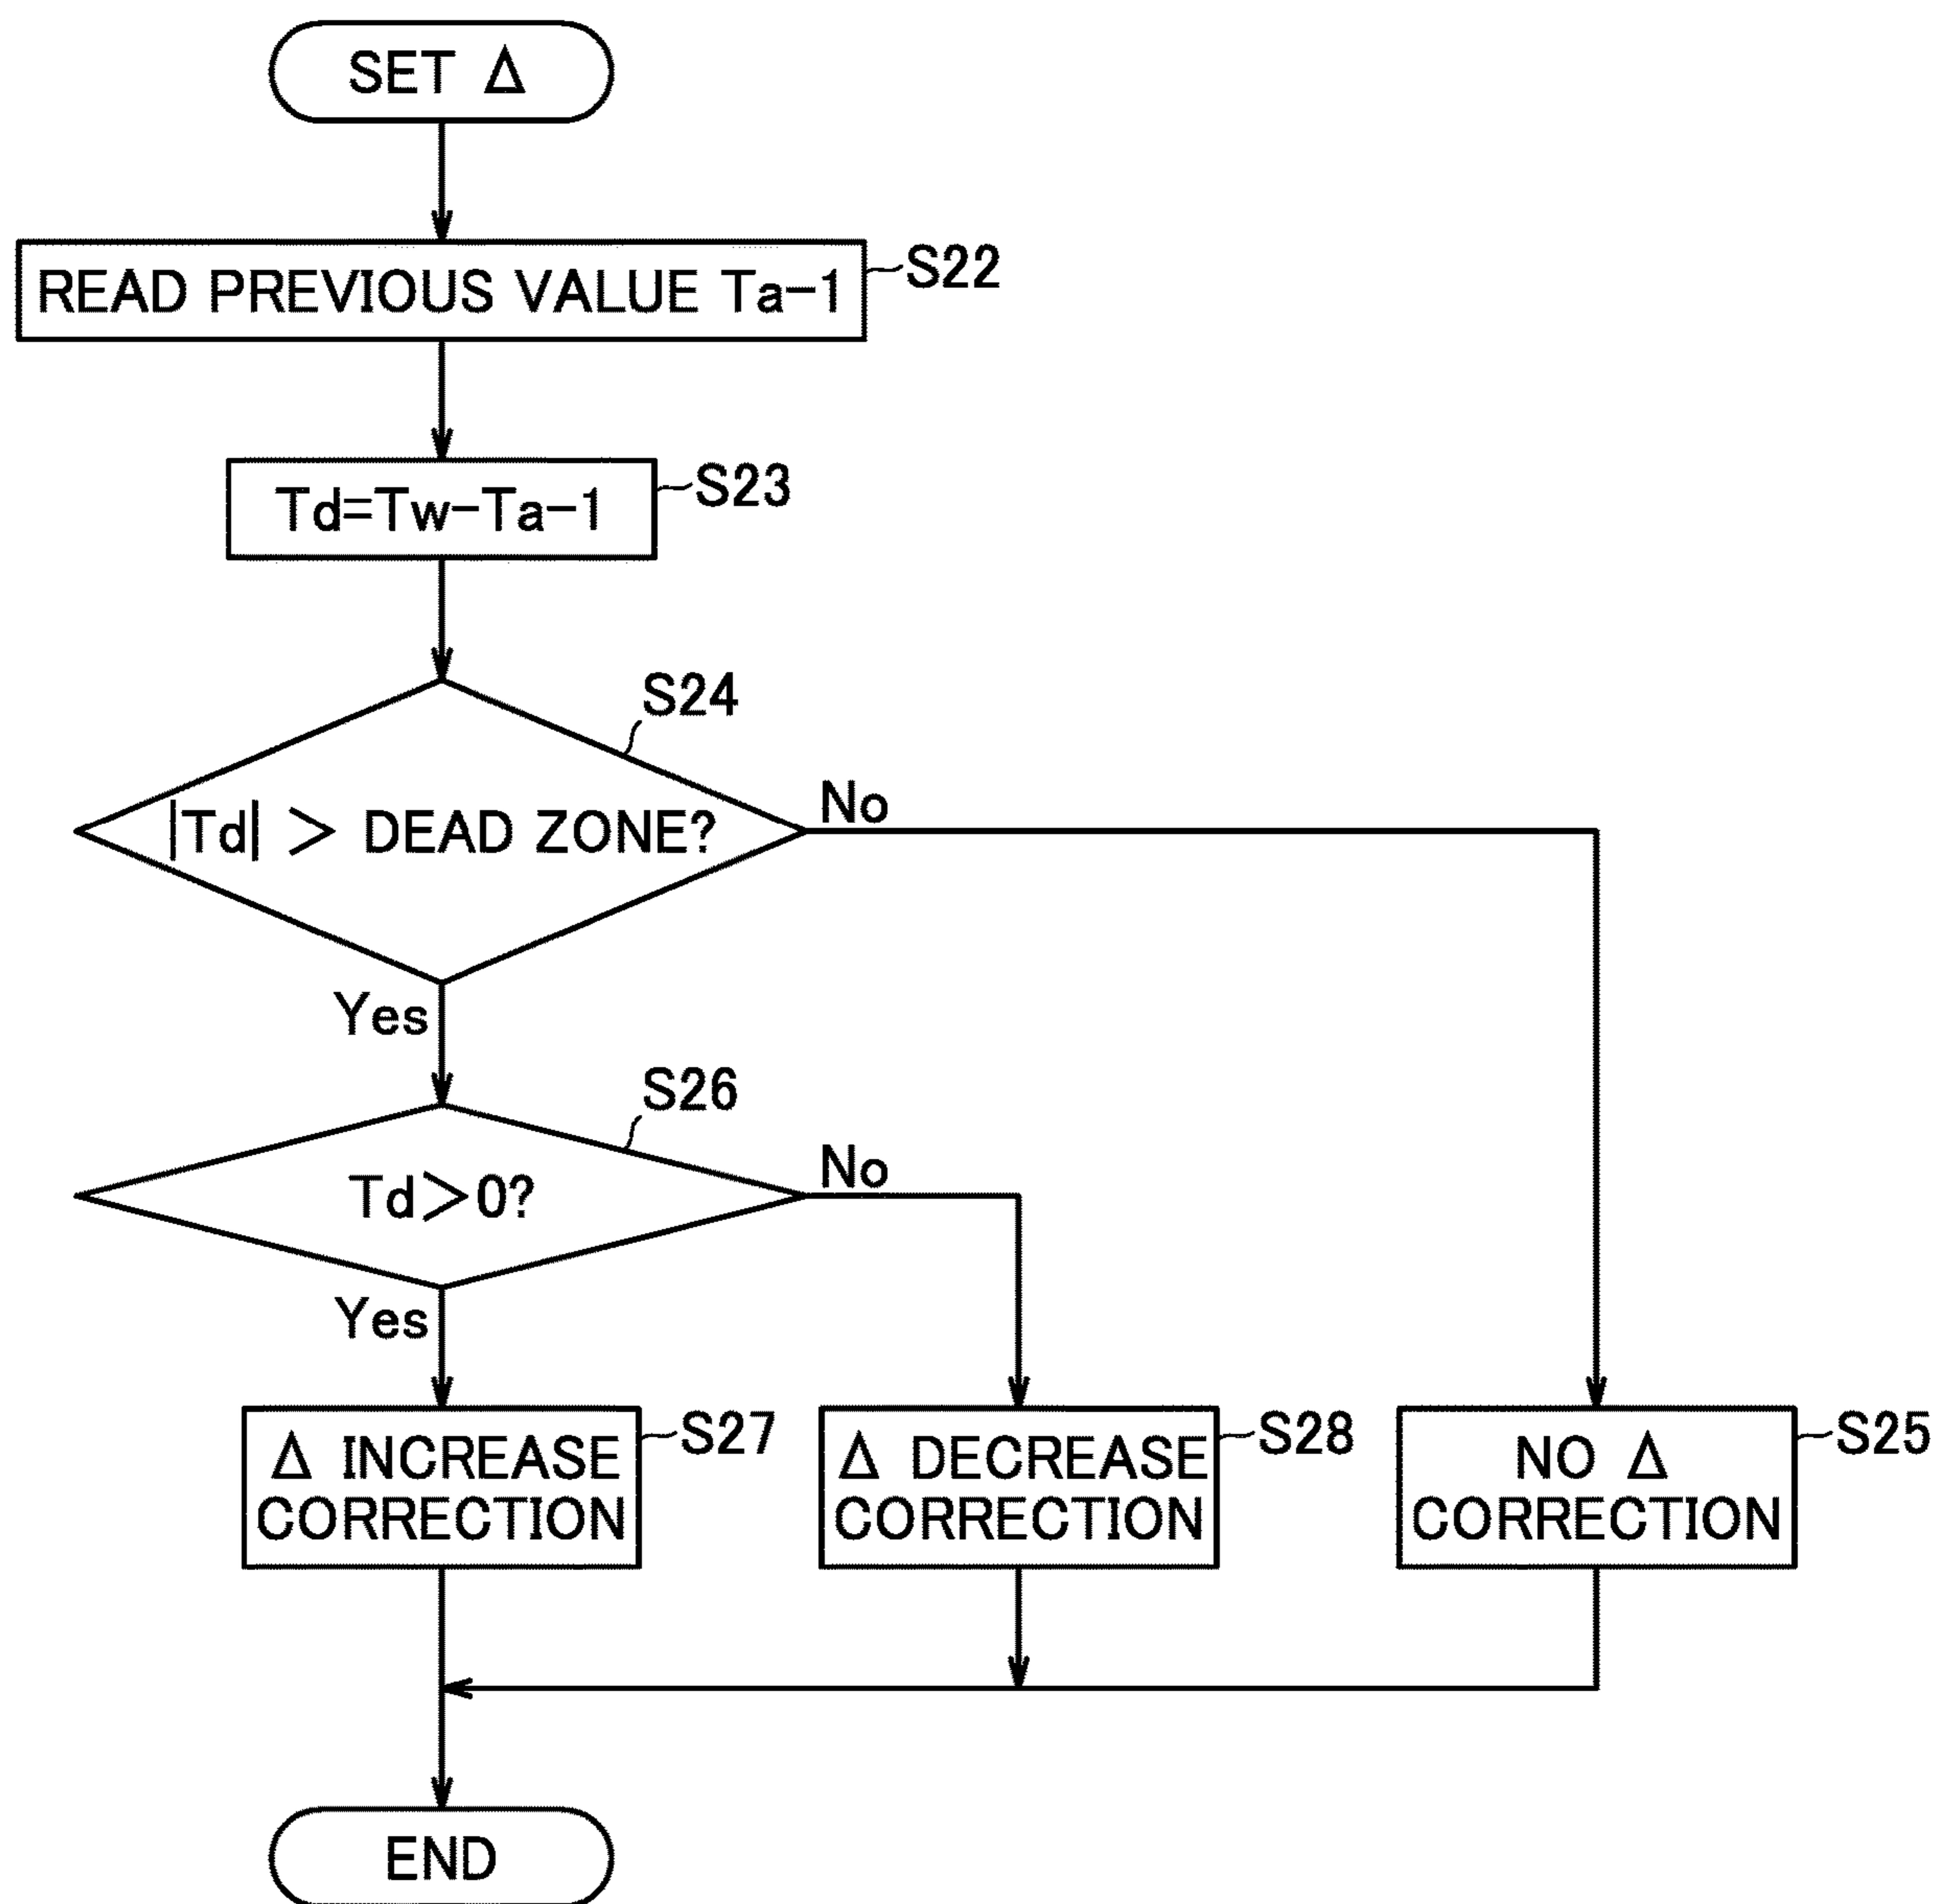 SET Δ
READ PREVIOUS VALUE Ta-1
S22
Td=Tw-Ta-1
S23
S24
|Td| > DEAD ZONE?
No
Yes
S26
Td>0?
No
Yes
Δ INCREASE
CORRECTION
S27
Δ DECREASE
CORRECTION
S28
NO Δ
CORRECTION
S25
END